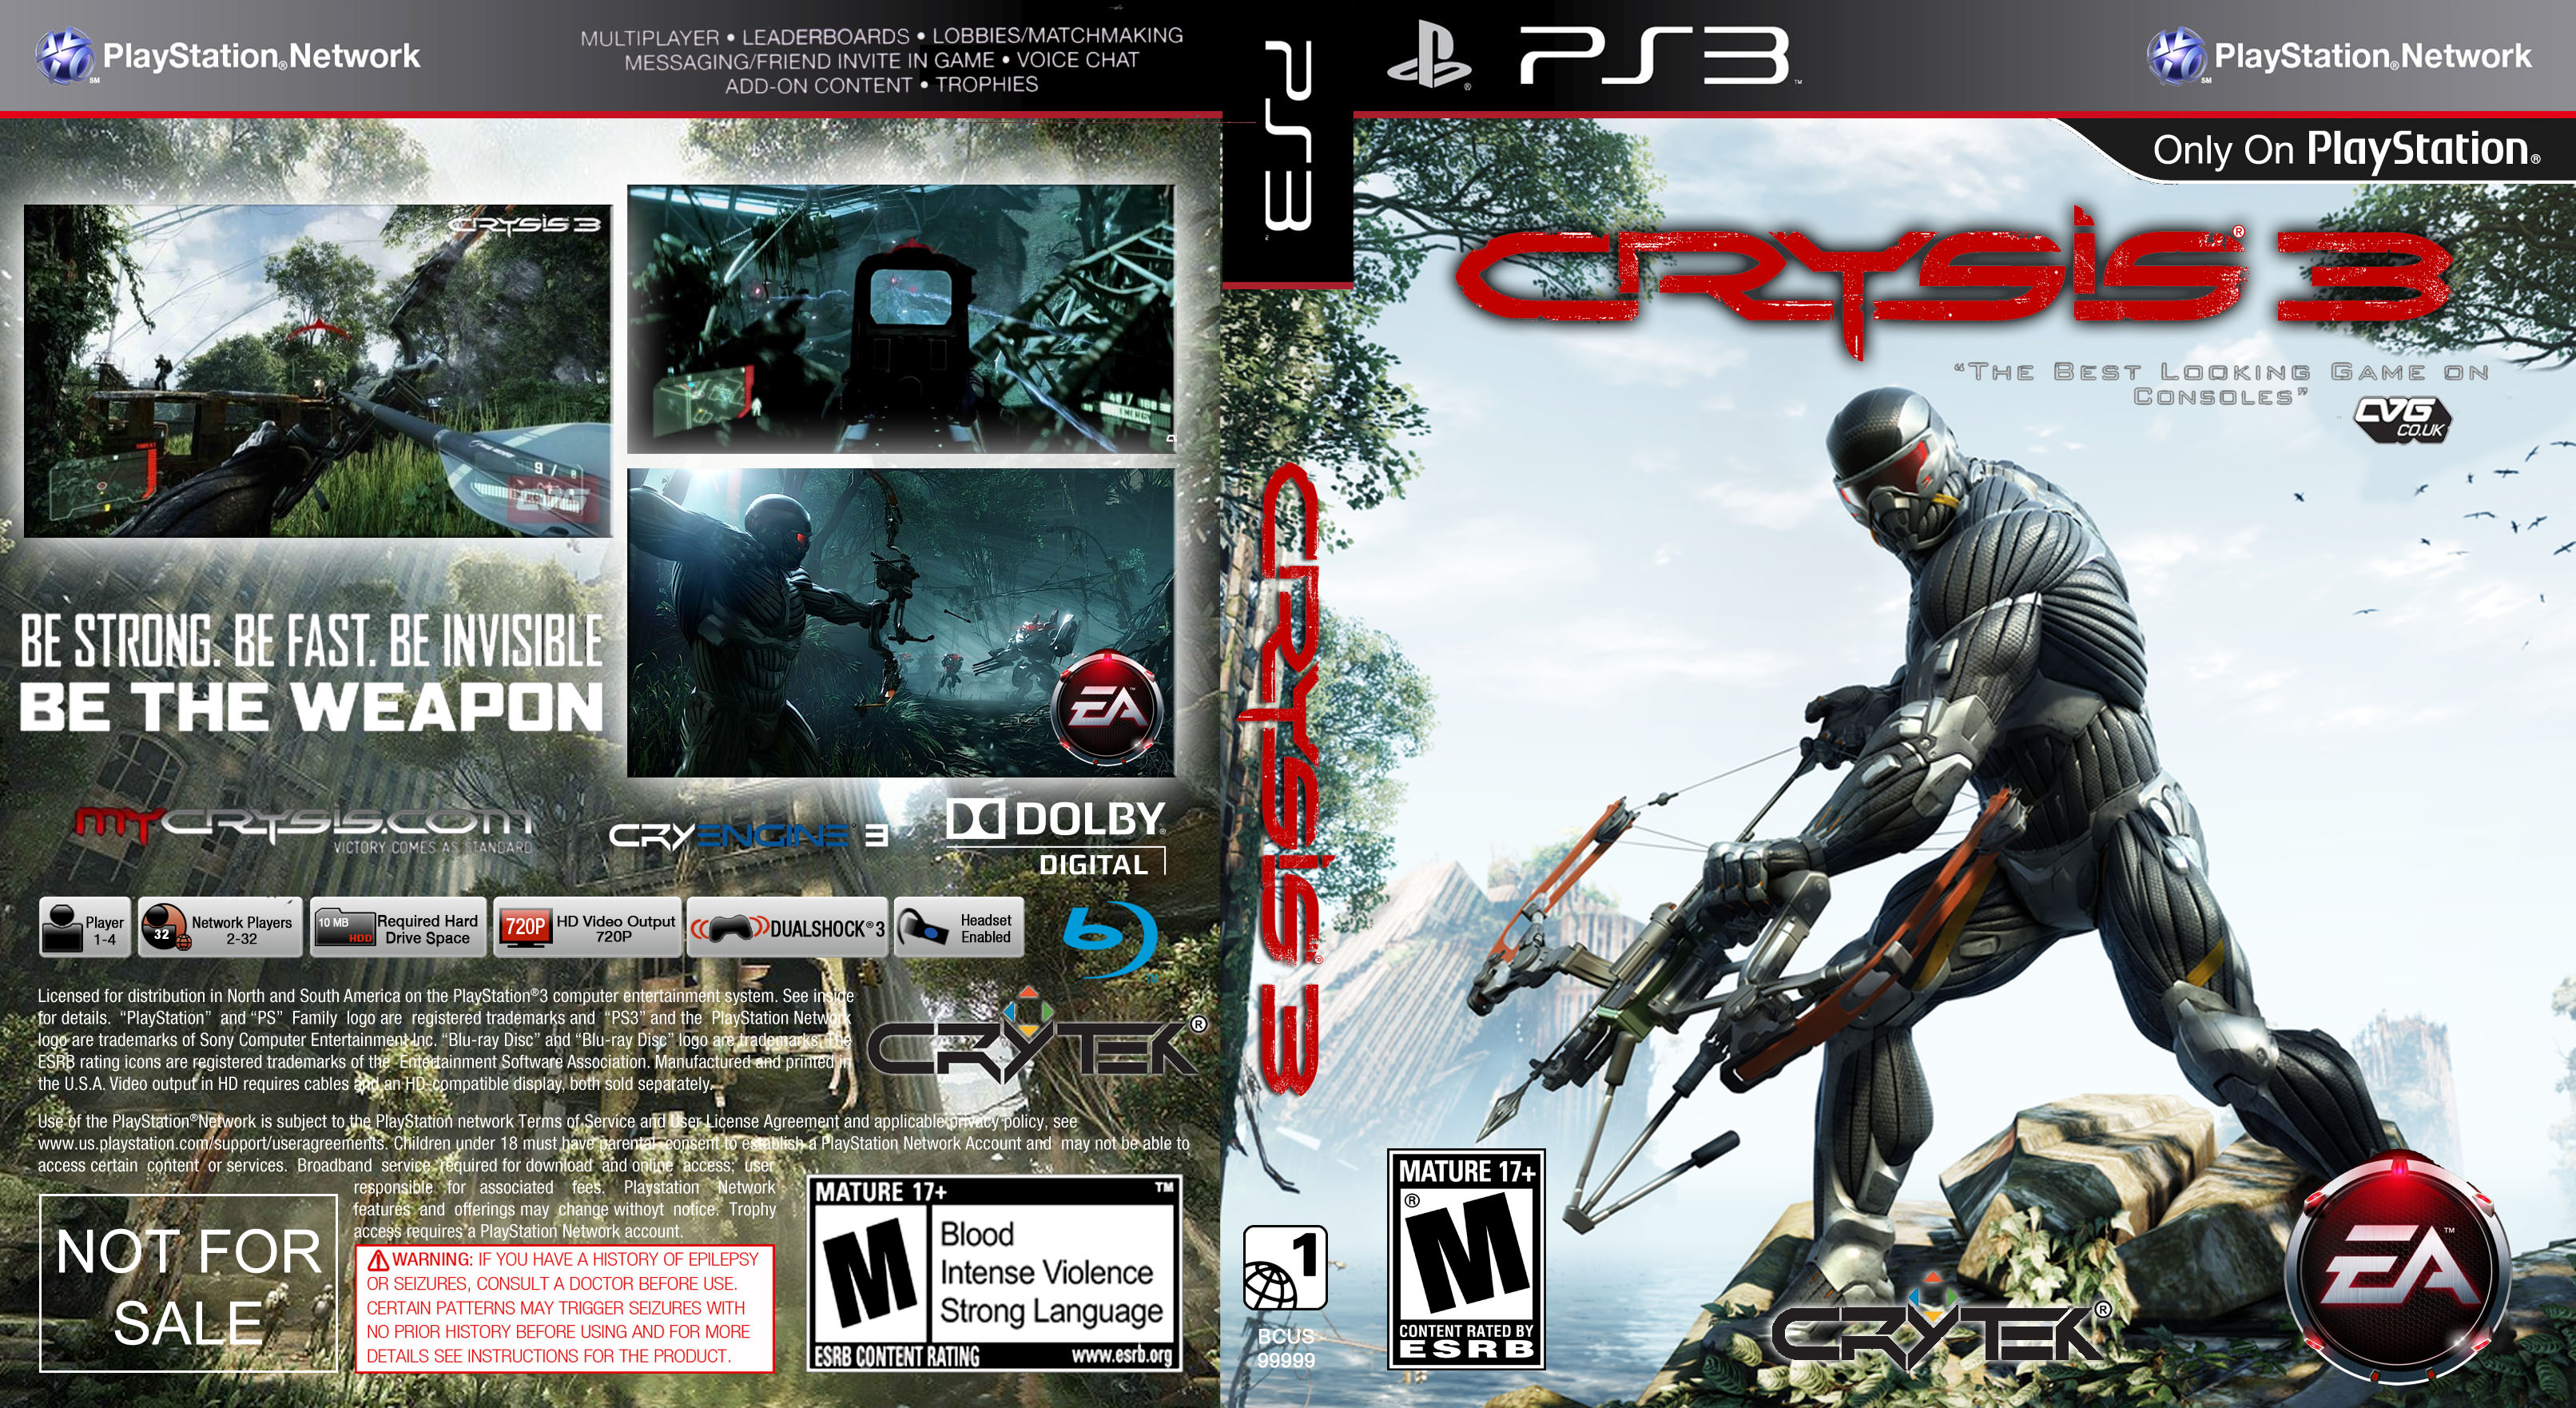 PlayStation®Network
SM
MULTIPLAYER • LEADERBOARDS • LOBBIES/MATCHMAKING
MESSAGING/FRIEND INVITE IN GAME • VOICE CHAT
ADD-ON CONTENT • TROPHIES
CRYSIS 3
9 / 8
ENERGY
EA™
BE STRONG. BE FAST. BE INVISIBLE
BE THE WEAPON
MYCRYSIS.COM
VICTORY COMES AS STANDARD
CRYENGINE® 3
DOLBY®
DIGITAL
Player
1-4
32
Network Players
2-32
10 MB
HDD
Required Hard
Drive Space
720P
HD Video Output
720P
DUALSHOCK®3
Headset
Enabled
Licensed for distribution in North and South America on the PlayStation®3 computer entertainment system. See inside
for details. “PlayStation” and “PS” Family logo are registered trademarks and “PS3” and the PlayStation Network
logo are trademarks of Sony Computer Entertainment Inc. “Blu-ray Disc” and “Blu-ray Disc” logo are trademarks. The
ESRB rating icons are registered trademarks of the Entertainment Software Association. Manufactured and printed in
the U.S.A. Video output in HD requires cables and an HD-compatible display, both sold separately.
CRYTEK®
Use of the PlayStation®Network is subject to the PlayStation network Terms of Service and User License Agreement and applicable privacy policy, see
www.us.playstation.com/support/useragreements. Children under 18 must have parental consent to establish a PlayStation Network Account and may not be able to
access certain content or services. Broadband service required for download and online access; user
responsible for associated fees. Playstation Network
features and offerings may change withoyt notice. Trophy
access requires a PlayStation Network account.
NOT FOR
SALE
WARNING: IF YOU HAVE A HISTORY OF EPILEPSY
OR SEIZURES, CONSULT A DOCTOR BEFORE USE.
CERTAIN PATTERNS MAY TRIGGER SEIZURES WITH
NO PRIOR HISTORY BEFORE USING AND FOR MORE
DETAILS SEE INSTRUCTIONS FOR THE PRODUCT.
MATURE 17+ ™
M
Blood
Intense Violence
Strong Language
ESRB CONTENT RATING www.esrb.org
PS3
CRYSIS® 3
1
BCUS
99999
PS3™
PlayStation®Network
SM
Only On PlayStation®
CRYSIS® 3
“THE BEST LOOKING GAME ON
CONSOLES”
CVG
CO.UK
MATURE 17+
®
M
CONTENT RATED BY
ESRB
CRYTEK®
EA™